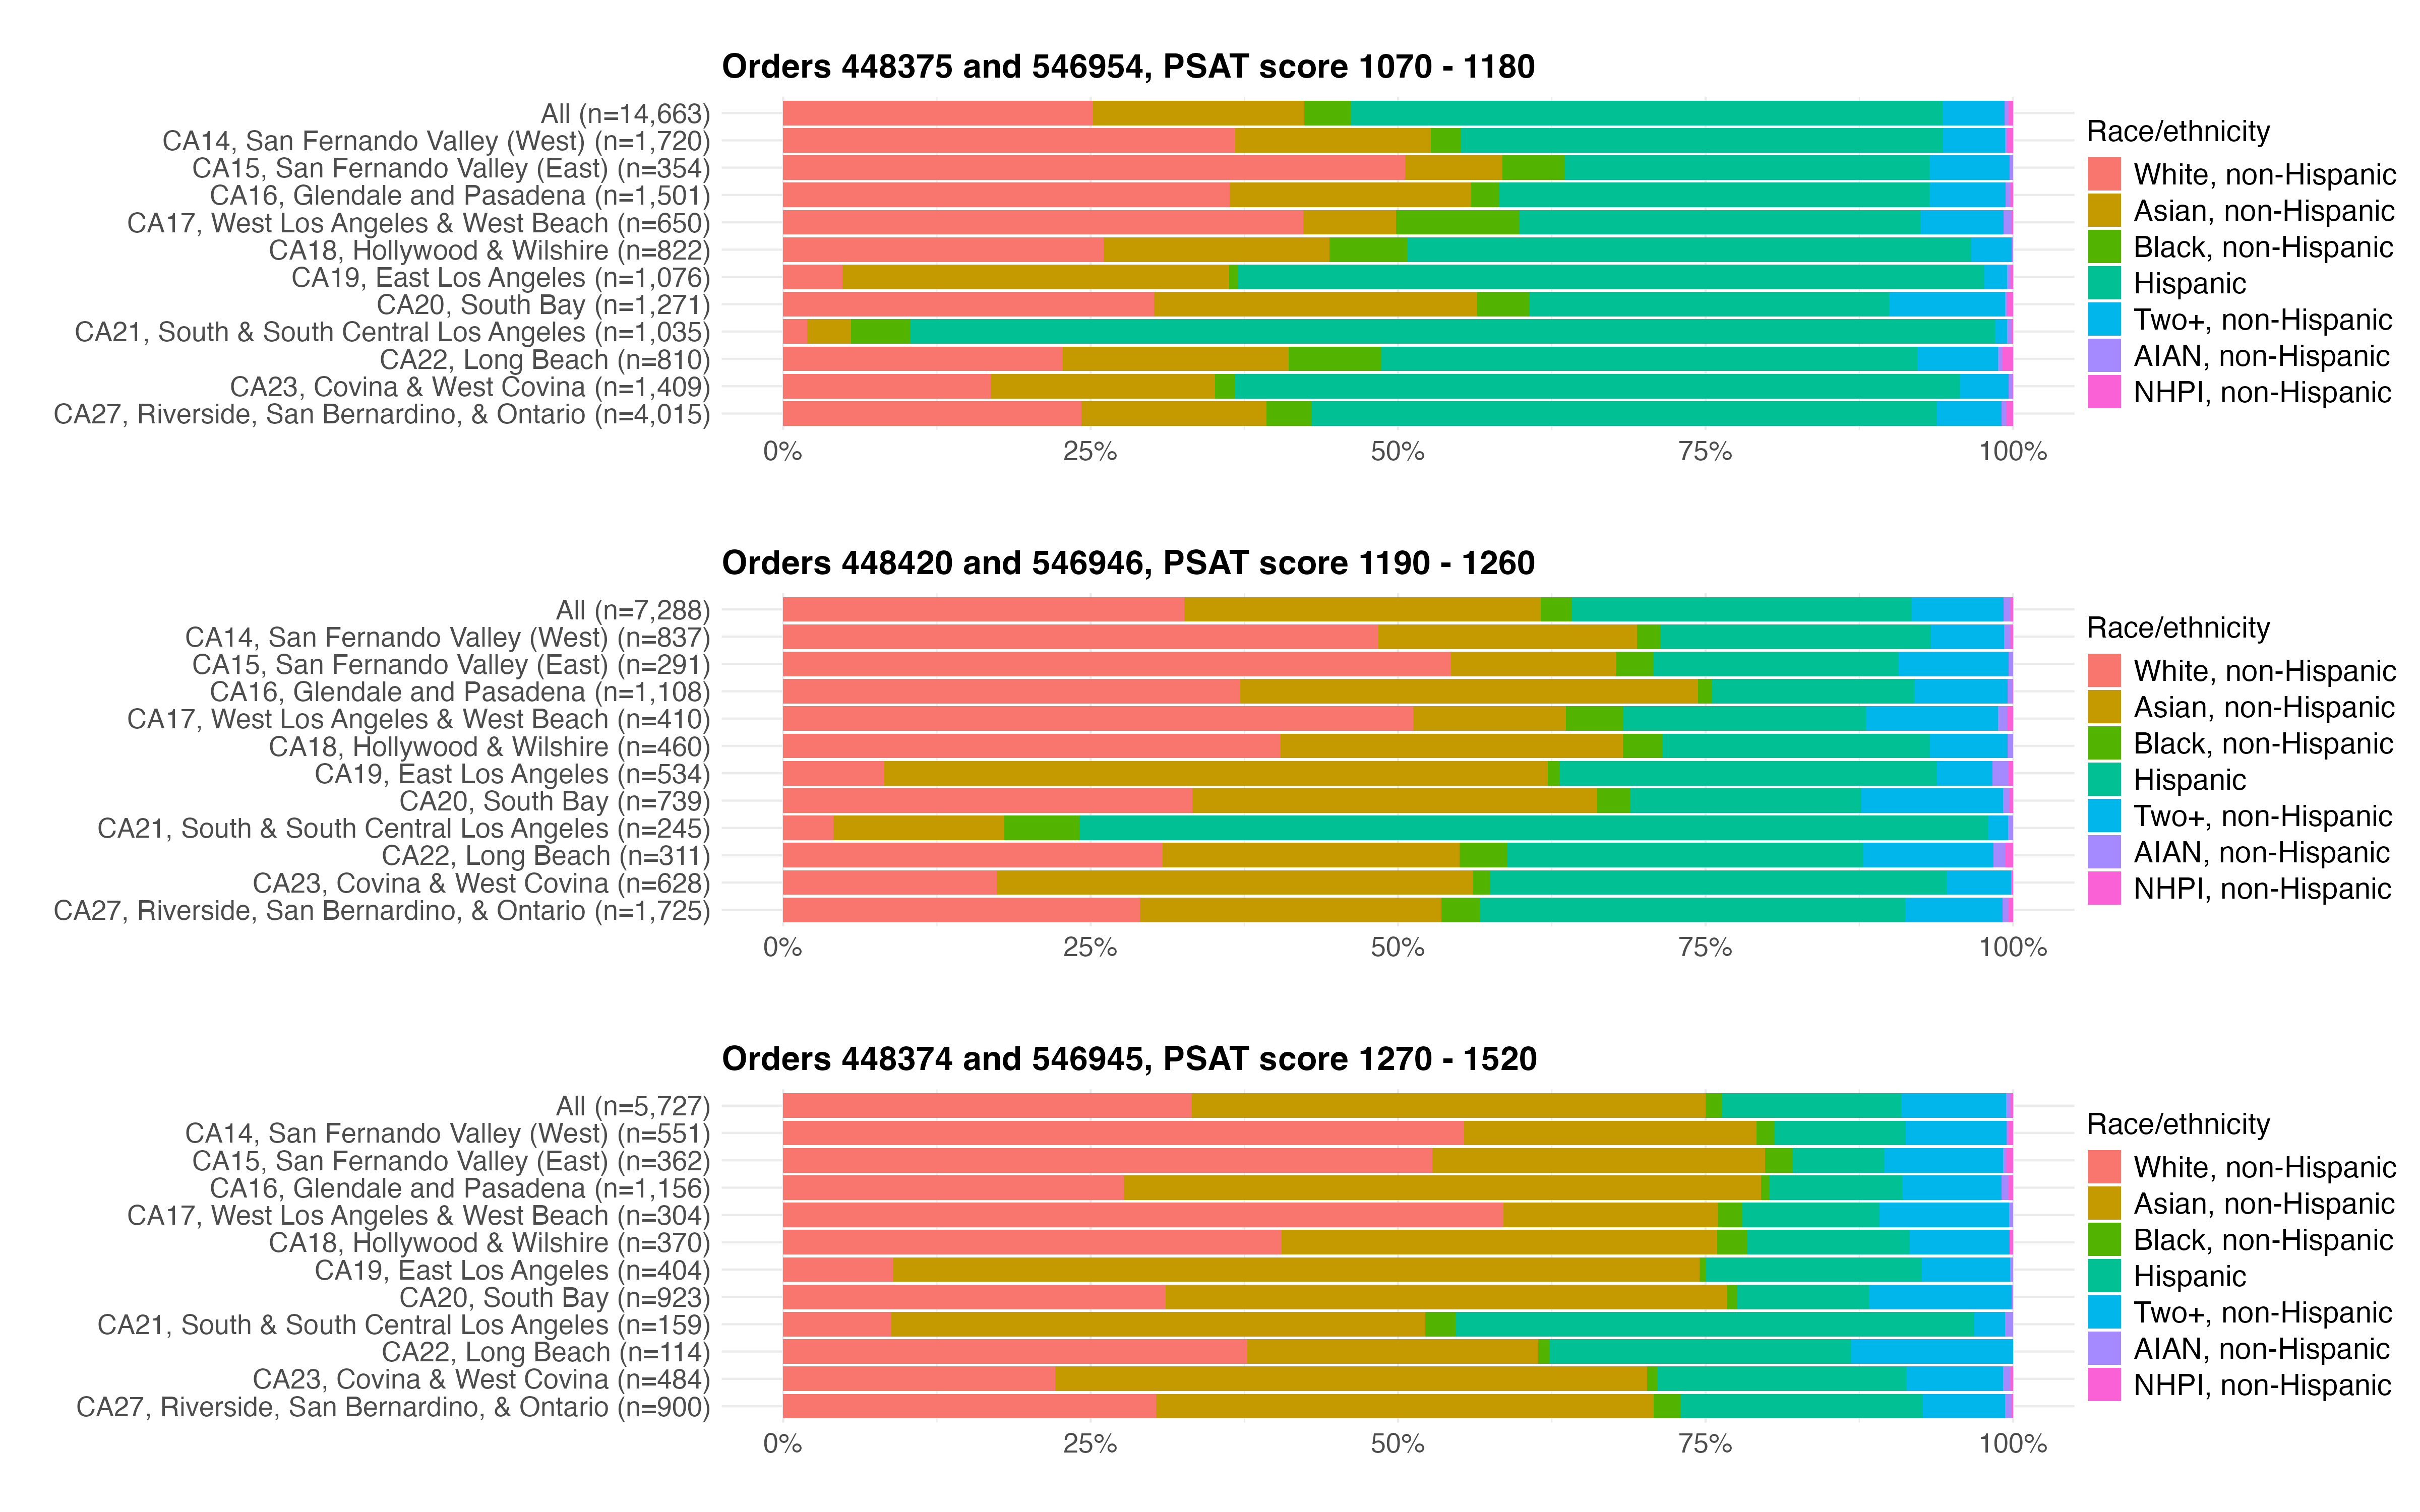 Orders 448375 and 546954, PSAT score 1070 - 1180
All (n=14,663)
CA14, San Fernando Valley (West) (n=1,720)
CA15, San Fernando Valley (East) (n=354)
CA16, Glendale and Pasadena (n=1,501)
CA17, West Los Angeles & West Beach (n=650)
CA18, Hollywood & Wilshire (n=822)
CA19, East Los Angeles (n=1,076)
CA20, South Bay (n=1,271)
CA21, South & South Central Los Angeles (n=1,035)
CA22, Long Beach (n=810)
CA23, Covina & West Covina (n=1,409)
CA27, Riverside, San Bernardino, & Ontario (n=4,015)
0% 25% 50% 75% 100%
Race/ethnicity
White, non-Hispanic
Asian, non-Hispanic
Black, non-Hispanic
Hispanic
Two+, non-Hispanic
AIAN, non-Hispanic
NHPI, non-Hispanic
Orders 448420 and 546946, PSAT score 1190 - 1260
All (n=7,288)
CA14, San Fernando Valley (West) (n=837)
CA15, San Fernando Valley (East) (n=291)
CA16, Glendale and Pasadena (n=1,108)
CA17, West Los Angeles & West Beach (n=410)
CA18, Hollywood & Wilshire (n=460)
CA19, East Los Angeles (n=534)
CA20, South Bay (n=739)
CA21, South & South Central Los Angeles (n=245)
CA22, Long Beach (n=311)
CA23, Covina & West Covina (n=628)
CA27, Riverside, San Bernardino, & Ontario (n=1,725)
0% 25% 50% 75% 100%
Race/ethnicity
White, non-Hispanic
Asian, non-Hispanic
Black, non-Hispanic
Hispanic
Two+, non-Hispanic
AIAN, non-Hispanic
NHPI, non-Hispanic
Orders 448374 and 546945, PSAT score 1270 - 1520
All (n=5,727)
CA14, San Fernando Valley (West) (n=551)
CA15, San Fernando Valley (East) (n=362)
CA16, Glendale and Pasadena (n=1,156)
CA17, West Los Angeles & West Beach (n=304)
CA18, Hollywood & Wilshire (n=370)
CA19, East Los Angeles (n=404)
CA20, South Bay (n=923)
CA21, South & South Central Los Angeles (n=159)
CA22, Long Beach (n=114)
CA23, Covina & West Covina (n=484)
CA27, Riverside, San Bernardino, & Ontario (n=900)
0% 25% 50% 75% 100%
Race/ethnicity
White, non-Hispanic
Asian, non-Hispanic
Black, non-Hispanic
Hispanic
Two+, non-Hispanic
AIAN, non-Hispanic
NHPI, non-Hispanic